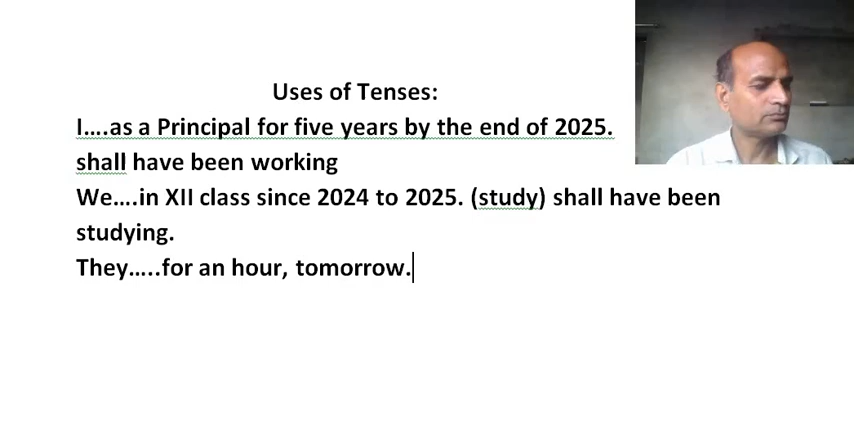 Uses of Tenses:
I....as a Principal for five years by the end of 2025.
shall have been working
We....in XII class since 2024 to 2025. (study) shall have been
studying.
They.....for an hour, tomorrow.